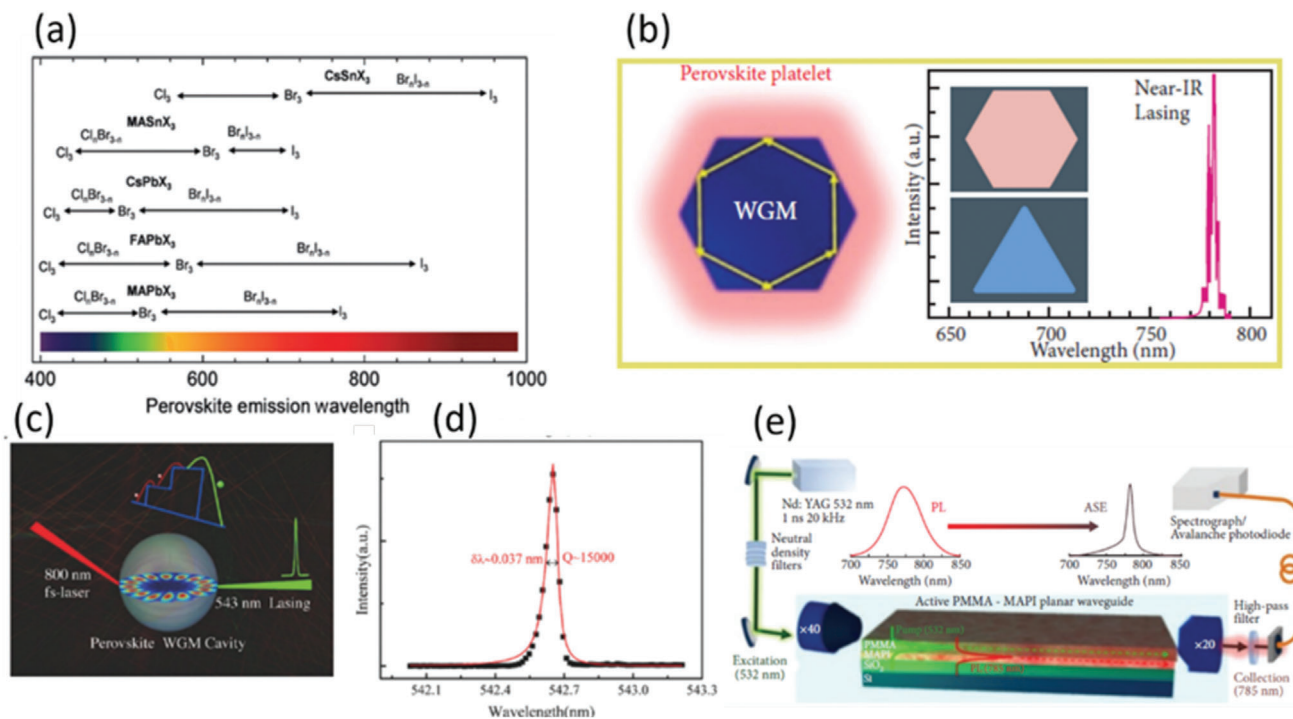 (a)
CsSnX₃
BrₙI₃₋ₙ
Cl₃
Br₃
I₃
MASnX₃
ClₙBr₃₋ₙ
BrₙI₃₋ₙ
Cl₃
Br₃
I₃
CsPbX₃
ClₙBr₃₋ₙ
BrₙI₃₋ₙ
Cl₃
Br₃
I₃
FAPbX₃
ClₙBr₃₋ₙ
BrₙI₃₋ₙ
Cl₃
Br₃
I₃
MAPbX₃
ClₙBr₃₋ₙ
BrₙI₃₋ₙ
Cl₃
Br₃
I₃
400 600 800 1000
Perovskite emission wavelength
(b)
Perovskite platelet
WGM
Near-IR
Lasing
Intensity (a.u.)
650 700 750 800
Wavelength (nm)
(c)
800 nm
fs-laser
543 nm Lasing
Perovskite WGM Cavity
(d)
δλ~0.037 nm
Q~15000
Intensity(a.u.)
542.1 542.4 542.7 543.0 543.3
Wavelength(nm)
(e)
Nd: YAG 532 nm
1 ns 20 kHz
Neutral
density
filters
PL
ASE
700 750 800 850
Wavelength (nm)
700 750 800 850
Wavelength (nm)
Spectrograph/
Avalanche photodiode
Active PMMA - MAPI planar waveguide
High-pass
filter
×40
Pump (532 nm)
PMMA
MAPI
SiO₂
Si
×20
Excitation
(532 nm)
Collection
(785 nm)